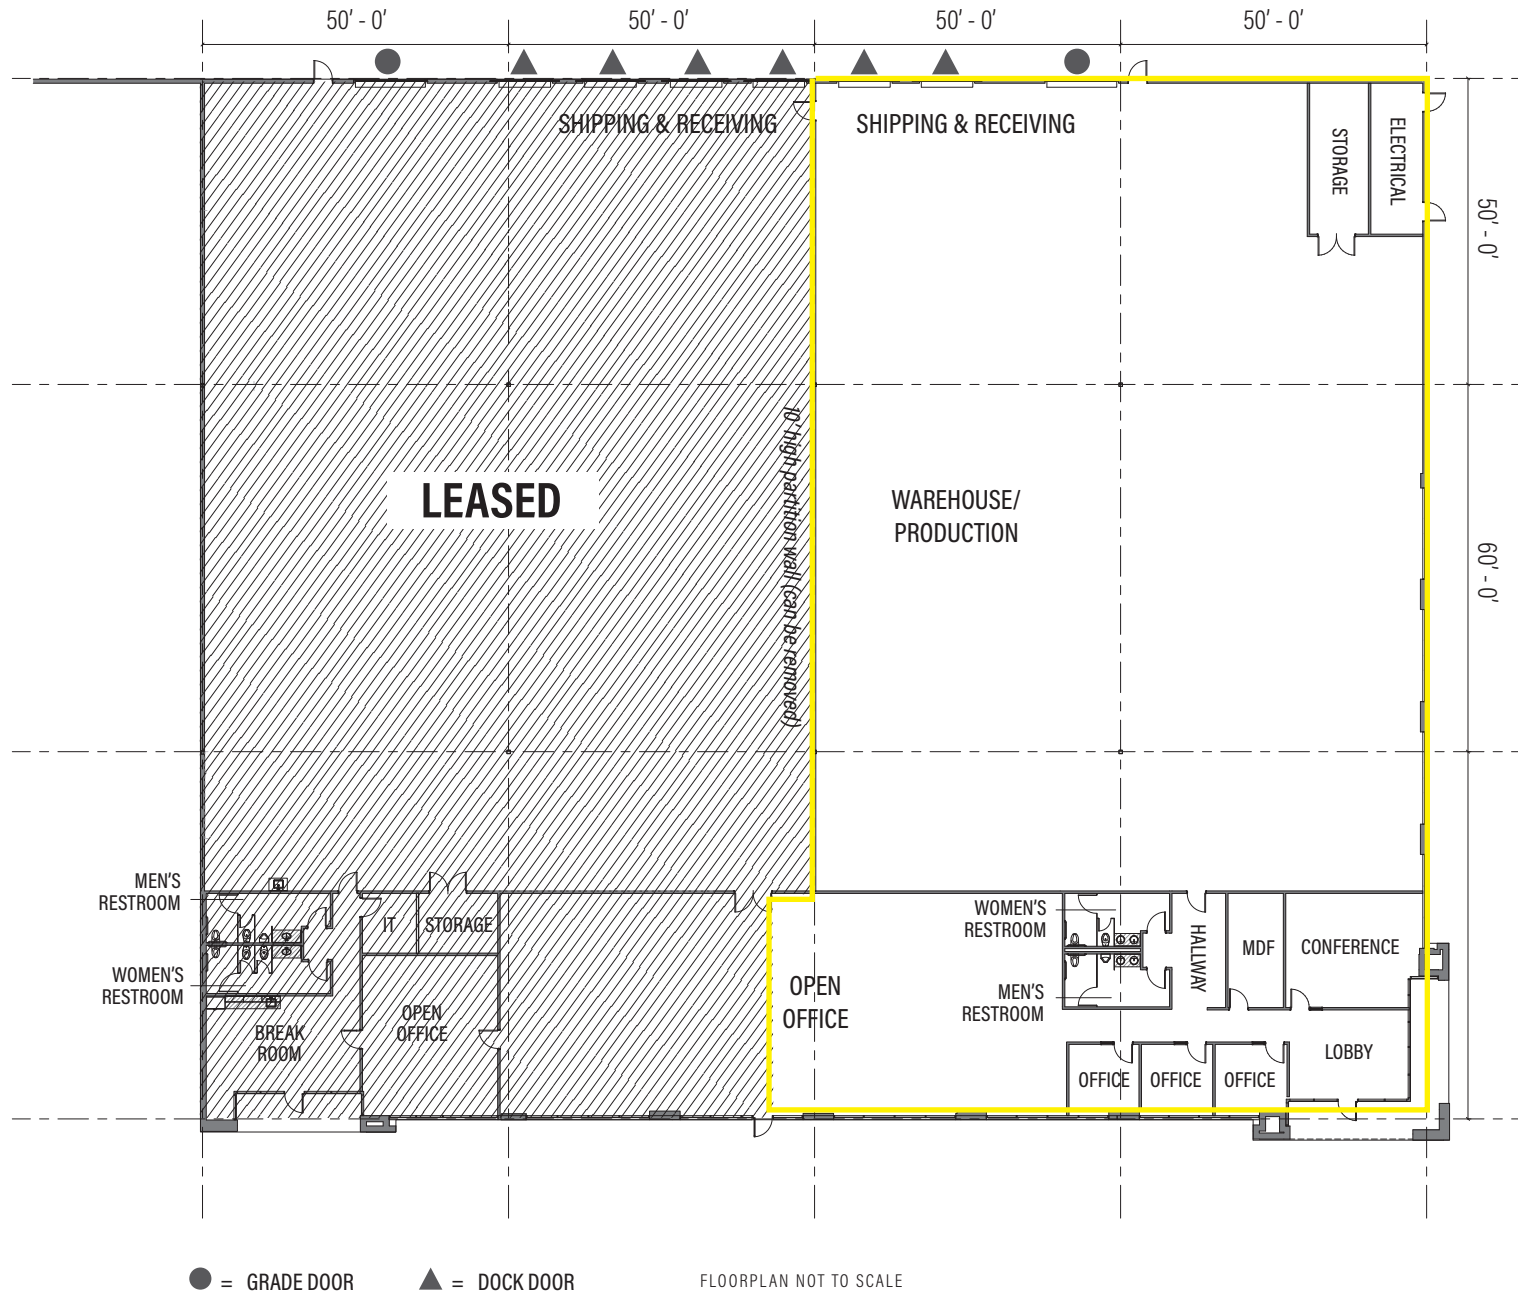 50' - 0'
50' - 0'
50' - 0'
50' - 0'
SHIPPING & RECEIVING
SHIPPING & RECEIVING
STORAGE
ELECTRICAL
50' - 0'
10' high partition wall (can be removed)
LEASED
WAREHOUSE/
PRODUCTION
60' - 0'
MEN'S
RESTROOM
WOMEN'S
RESTROOM
IT
STORAGE
OPEN
OFFICE
BREAK
ROOM
OPEN
OFFICE
WOMEN'S
RESTROOM
MEN'S
RESTROOM
HALLWAY
MDF
CONFERENCE
LOBBY
OFFICE
OFFICE
OFFICE
= GRADE DOOR
= DOCK DOOR
FLOORPLAN NOT TO SCALE